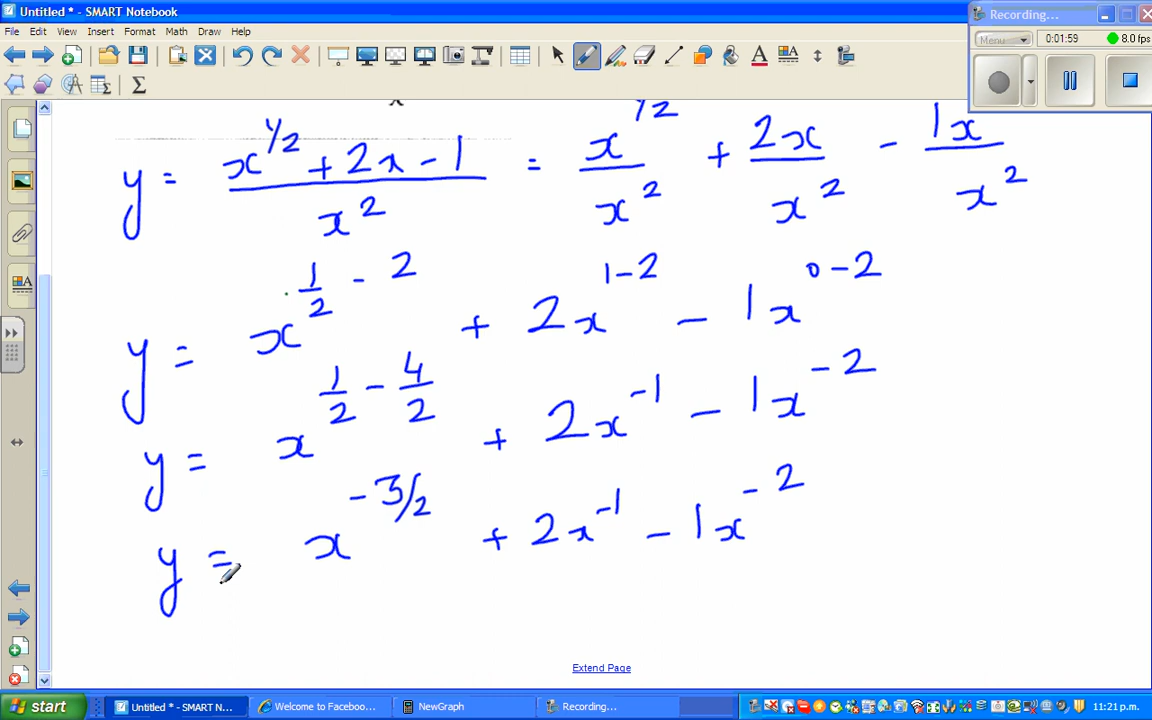 Untitled * - SMART Notebook
Recording...
File Edit View Insert Format Math Draw Help
Menu 0:01:59 8.0 fps
y = x^1/2 + 2x - 1 / x^2 = x^1/2 / x^2 + 2x / x^2 - 1x / x^2
y = x^1/2 - 2 + 2x^1-2 - 1x^0-2
y = x^1/2 - 4/2 + 2x^-1 - 1x^-2
y = x^-3/2 + 2x^-1 - 1x^-2
Extend Page
start Untitled * - SMART N... Welcome to Facebook... NewGraph Recording... 11:21 p.m.